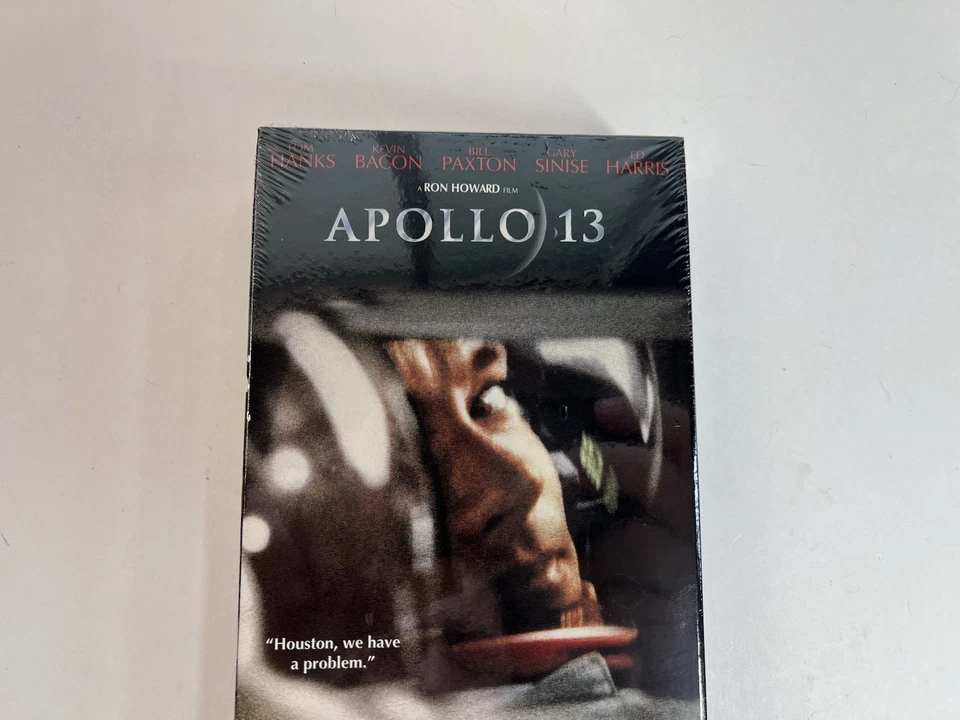 TOM HANKS KEVIN BACON BILL PAXTON GARY SINISE ED HARRIS
A RON HOWARD FILM
APOLLO 13
“Houston, we have
a problem.”